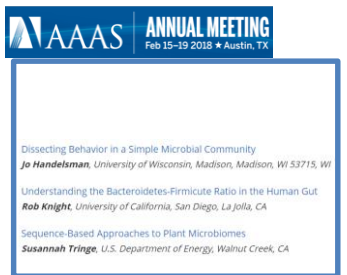 AAAS ANNUAL MEETING
Feb 15–19 2018 ★ Austin, TX
Dissecting Behavior in a Simple Microbial Community
Jo Handelsman, University of Wisconsin, Madison, Madison, WI 53715, WI
Understanding the Bacteroidetes-Firmicute Ratio in the Human Gut
Rob Knight, University of California, San Diego, La Jolla, CA
Sequence-Based Approaches to Plant Microbiomes
Susannah Tringe, U.S. Department of Energy, Walnut Creek, CA